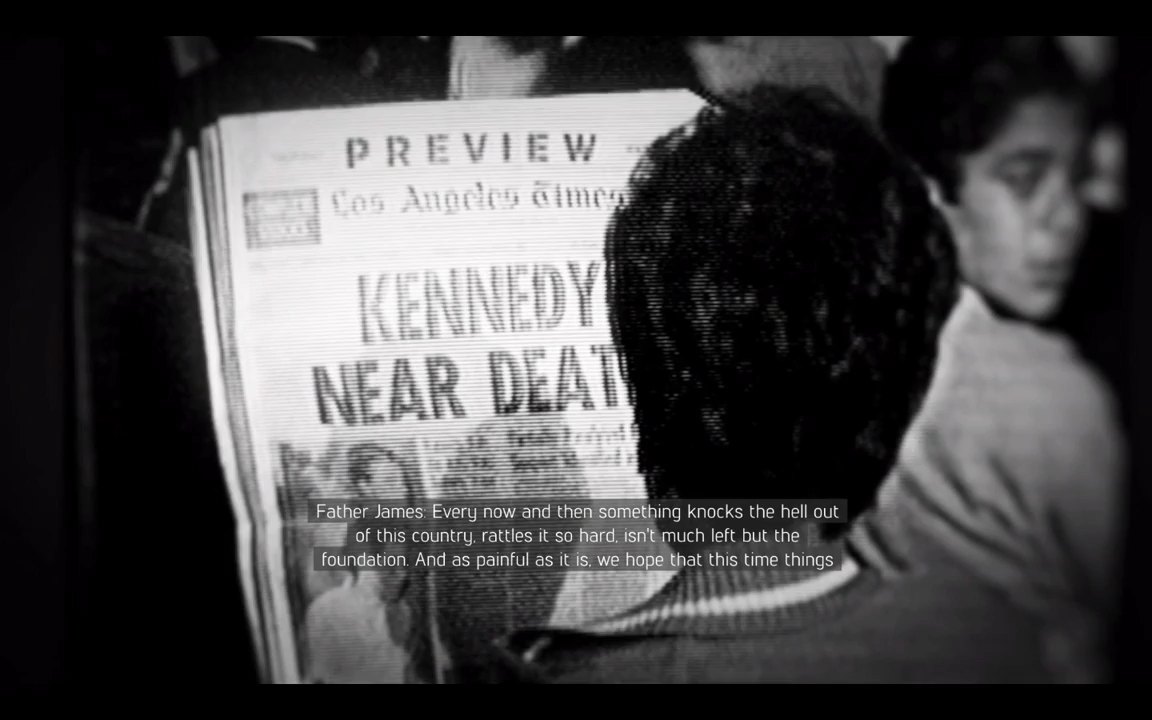 PREVIEW
Los Angeles Times
KENNEDY
NEAR DEAT
Father James: Every now and then something knocks the hell out
of this country, rattles it so hard, isn't much left but the
foundation. And as painful as it is, we hope that this time things